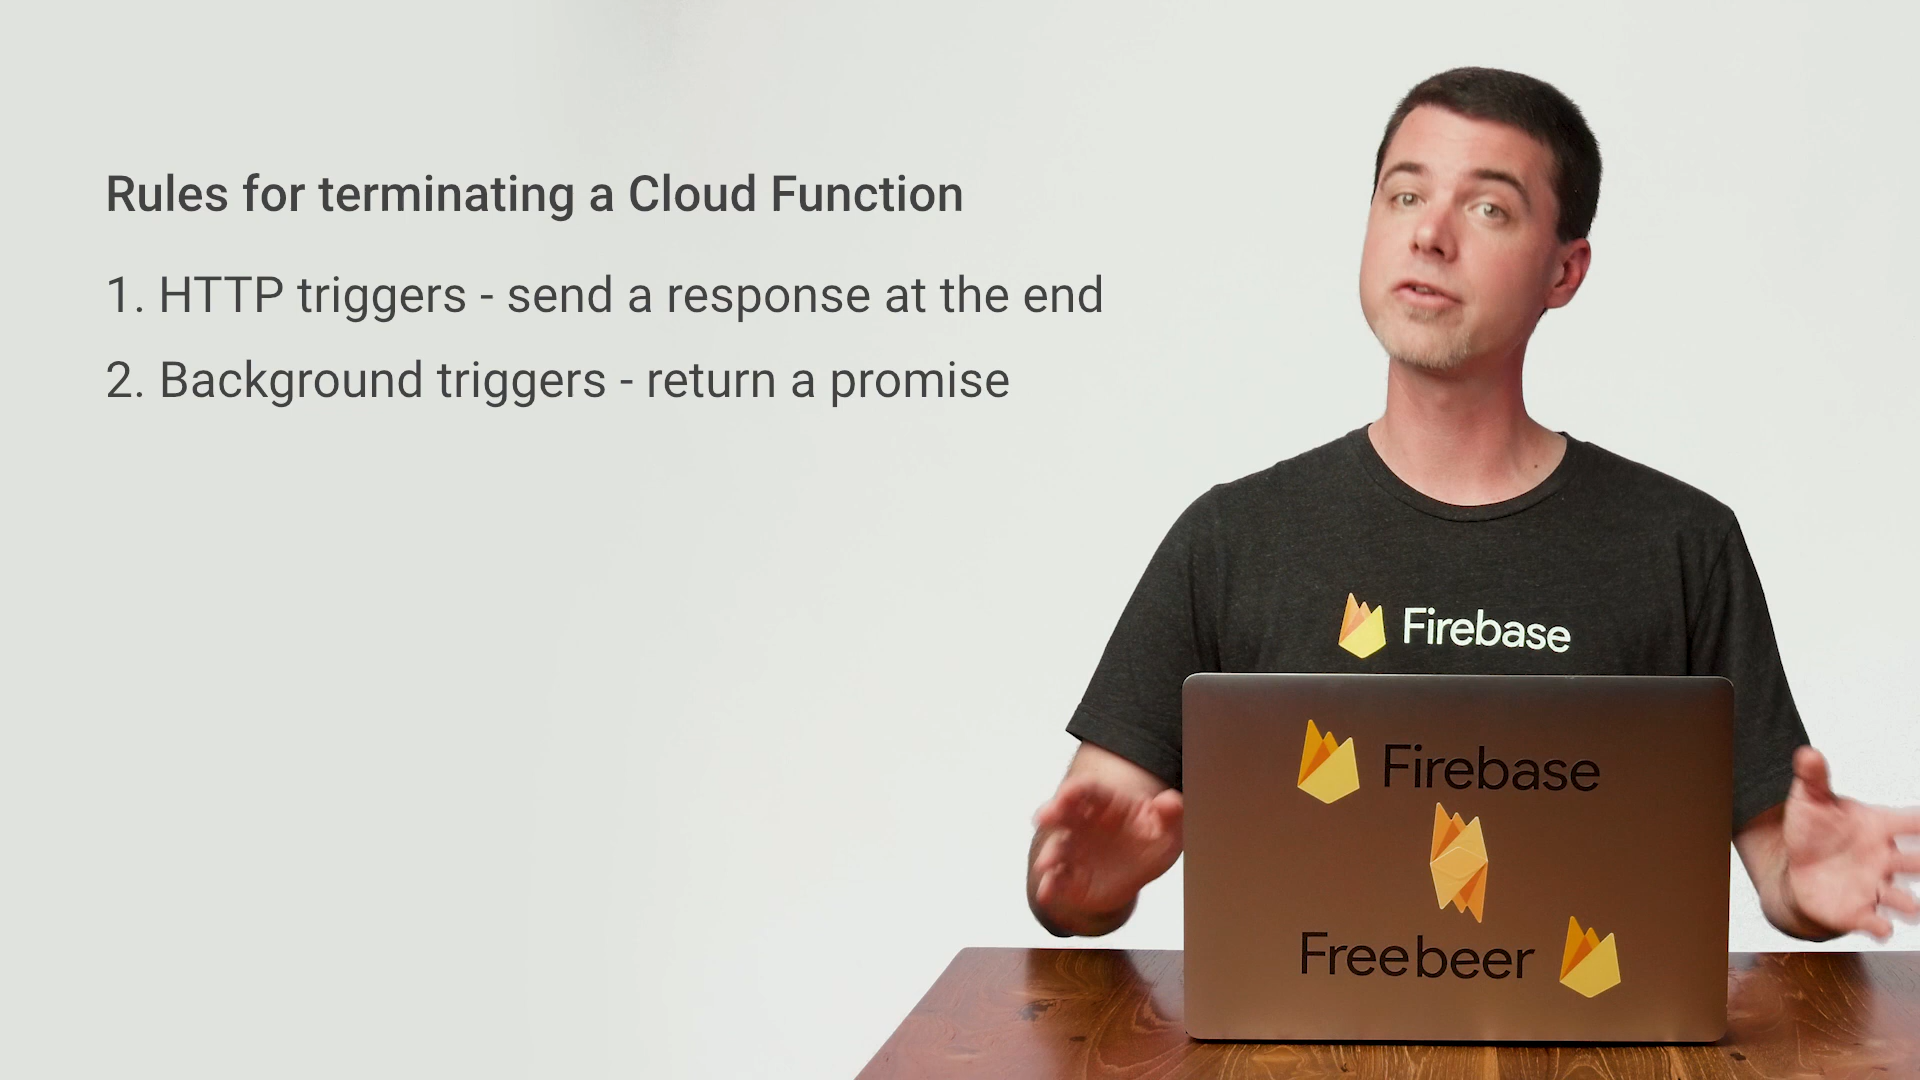 Rules for terminating a Cloud Function
1. HTTP triggers - send a response at the end
2. Background triggers - return a promise
Firebase
Firebase
Freebeer